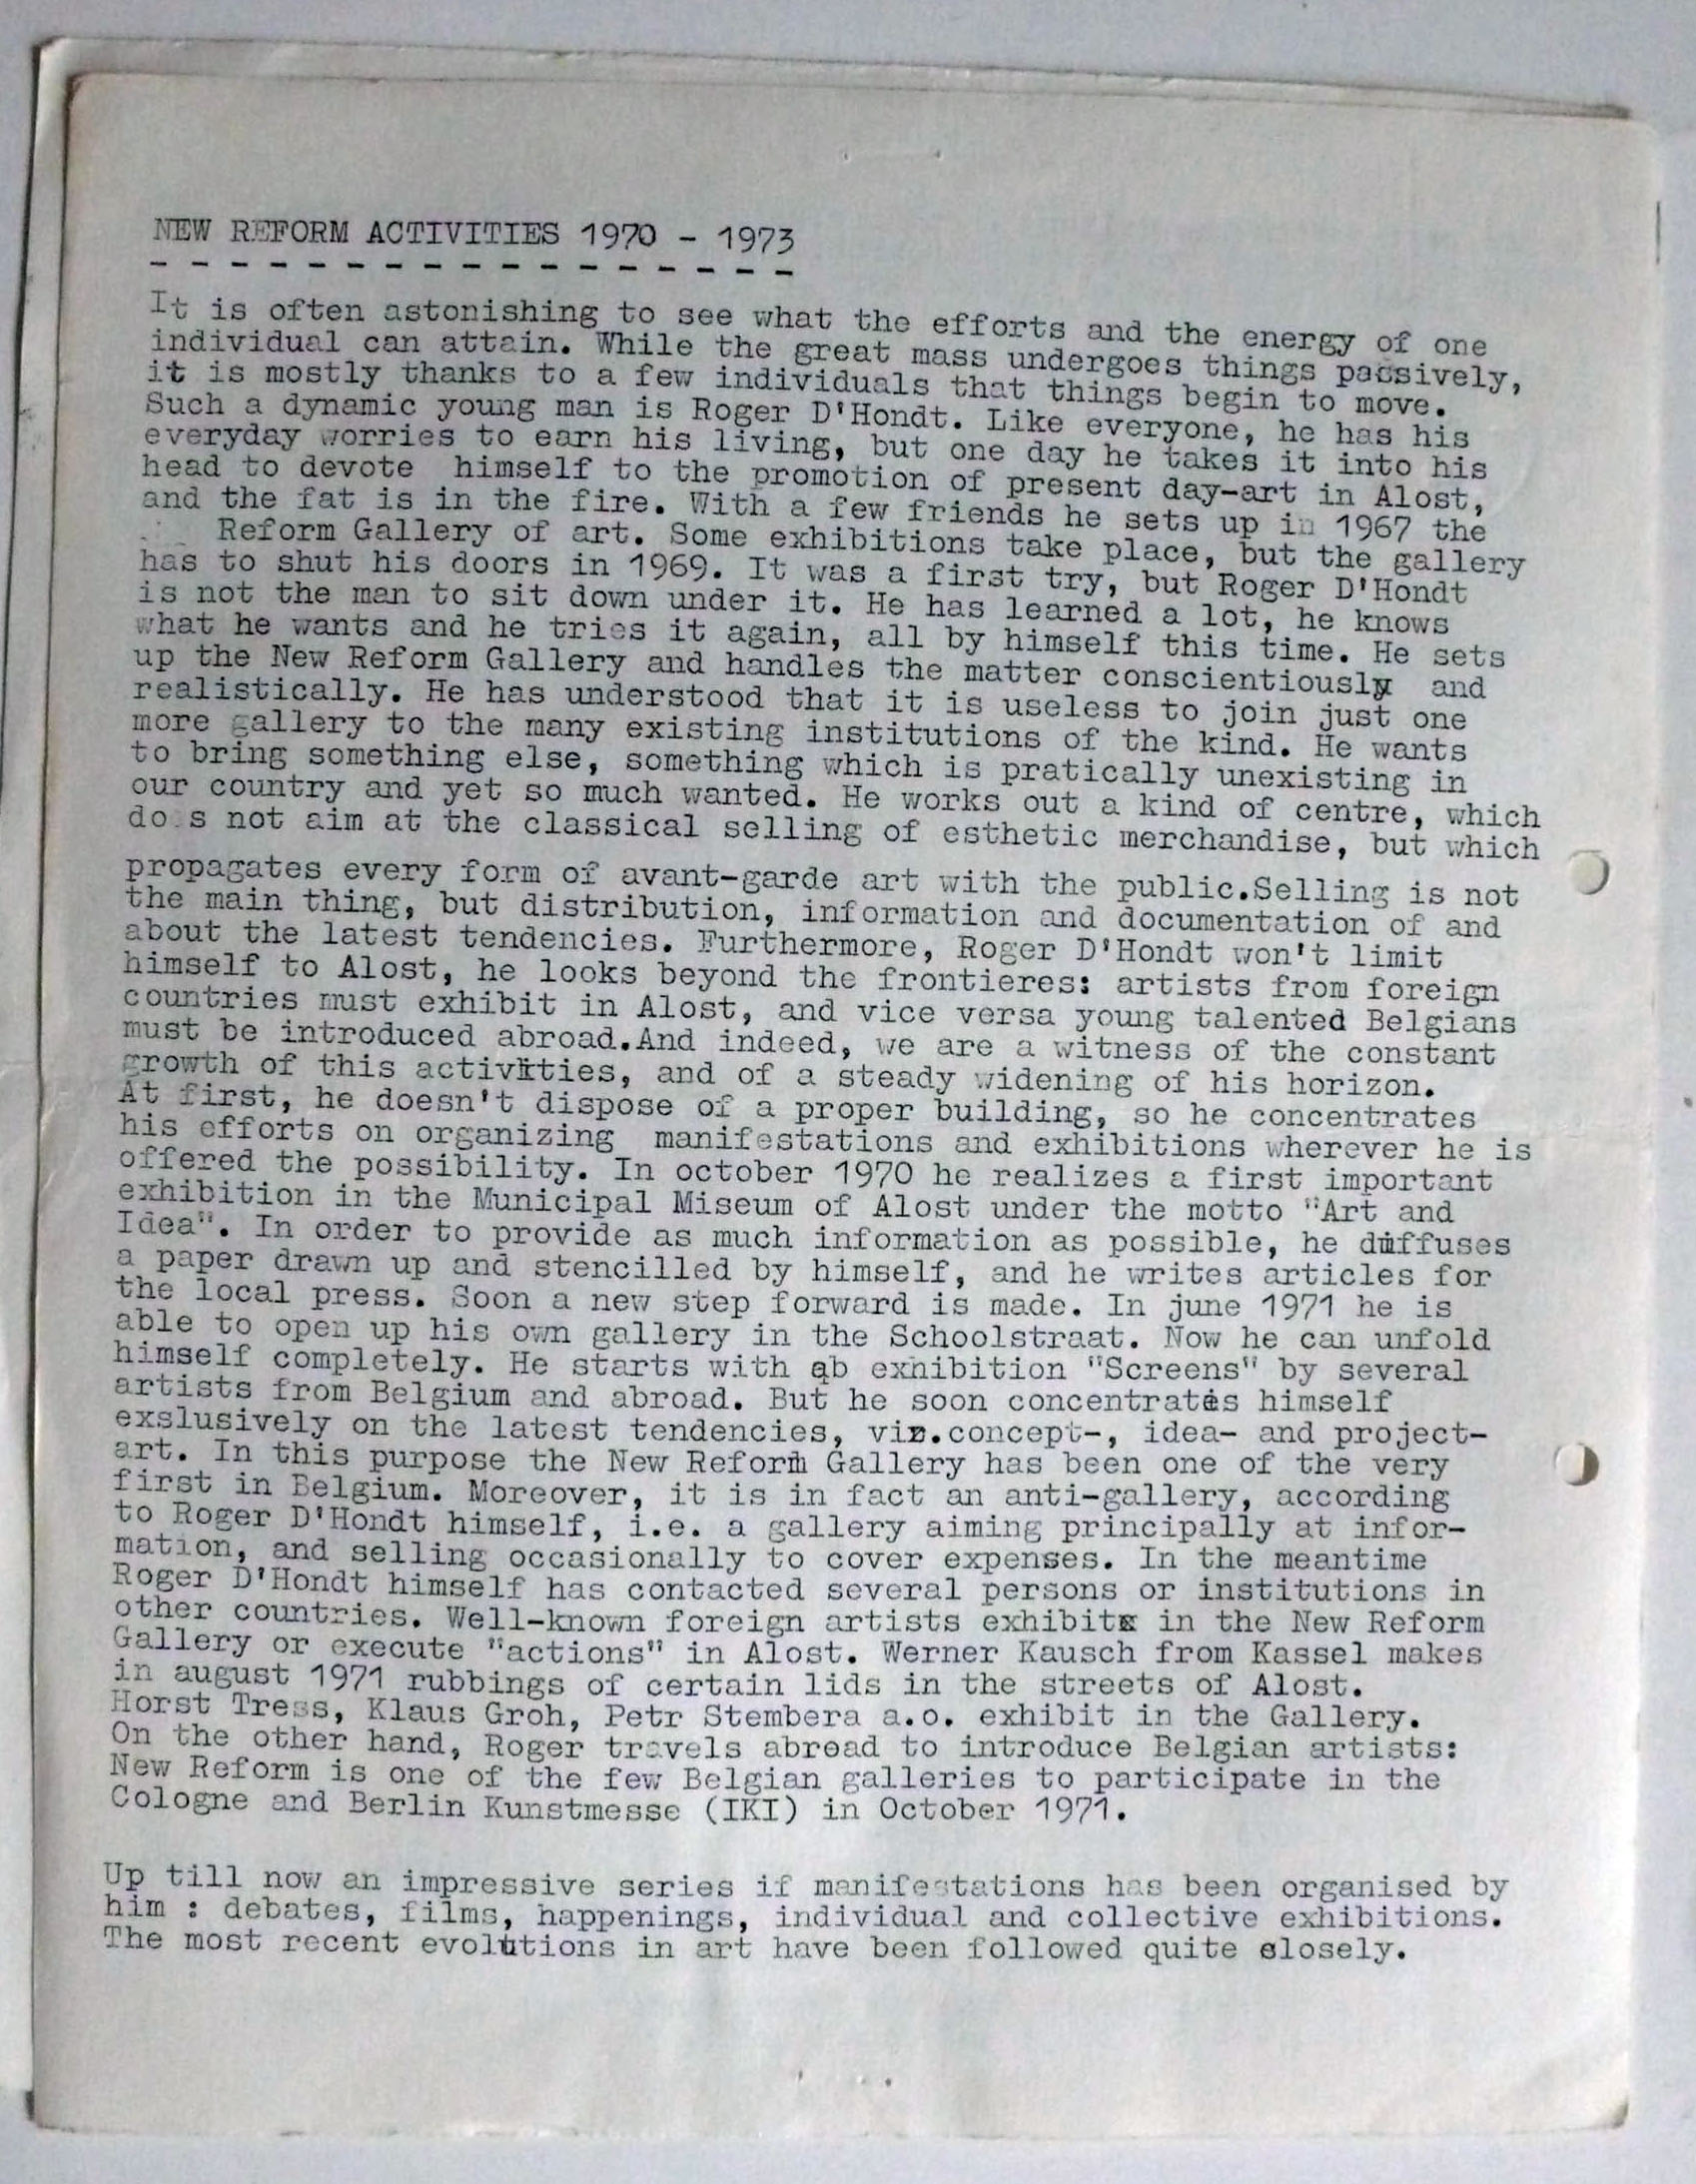 NEW REFORM ACTIVITIES 1970 - 1973
- - - - - - - - - - - - - - - - -
It is often astonishing to see what the efforts and the energy of one
individual can attain. While the great mass undergoes things passively,
it is mostly thanks to a few individuals that things begin to move.
Such a dynamic young man is Roger D'Hondt. Like everyone, he has his
everyday worries to earn his living, but one day he takes it into his
head to devote  himself to the promotion of present day-art in Alost,
and the fat is in the fire. With a few friends he sets up in 1967 the
Reform Gallery of art. Some exhibitions take place, but the gallery
has to shut his doors in 1969. It was a first try, but Roger D'Hondt
is not the man to sit down under it. He has learned a lot, he knows
what he wants and he tries it again, all by himself this time. He sets
up the New Reform Gallery and handles the matter conscientiously  and
realistically. He has understood that it is useless to join just one
more gallery to the many existing institutions of the kind. He wants
to bring something else, something which is pratically unexisting in
our country and yet so much wanted. He works out a kind of centre, which
do s not aim at the classical selling of esthetic merchandise, but which
propagates every form of avant-garde art with the public.Selling is not
the main thing, but distribution, information and documentation of and
about the latest tendencies. Furthermore, Roger D'Hondt won't limit
himself to Alost, he looks beyond the frontieres: artists from foreign
countries must exhibit in Alost, and vice versa young talented Belgians
must be introduced abroad.And indeed, we are a witness of the constant
growth of this activities, and of a steady widening of his horizon.
At first, he doesn't dispose of a proper building, so he concentrates
his efforts on organizing  manifestations and exhibitions wherever he is
offered the possibility. In october 1970 he realizes a first important
exhibition in the Municipal Miseum of Alost under the motto "Art and
Idea". In order to provide as much information as possible, he diffuses
a paper drawn up and stencilled by himself, and he writes articles for
the local press. Soon a new step forward is made. In june 1971 he is
able to open up his own gallery in the Schoolstraat. Now he can unfold
himself completely. He starts with ab exhibition "Screens" by several
artists from Belgium and abroad. But he soon concentrates himself
exslusively on the latest tendencies, viz.concept-, idea- and project-
art. In this purpose the New Reform Gallery has been one of the very
first in Belgium. Moreover, it is in fact an anti-gallery, according
to Roger D'Hondt himself, i.e. a gallery aiming principally at infor-
mation, and selling occasionally to cover expenses. In the meantime
Roger D'Hondt himself has contacted several persons or institutions in
other countries. Well-known foreign artists exhibit in the New Reform
Gallery or execute "actions" in Alost. Werner Kausch from Kassel makes
in august 1971 rubbings of certain lids in the streets of Alost.
Horst Tress, Klaus Groh, Petr Stembera a.o. exhibit in the Gallery.
On the other hand, Roger travels abroad to introduce Belgian artists:
New Reform is one of the few Belgian galleries to participate in the
Cologne and Berlin Kunstmesse (IKI) in October 1971.
Up till now an impressive series if manifestations has been organised by
him : debates, films, happenings, individual and collective exhibitions.
The most recent evolutions in art have been followed quite closely.